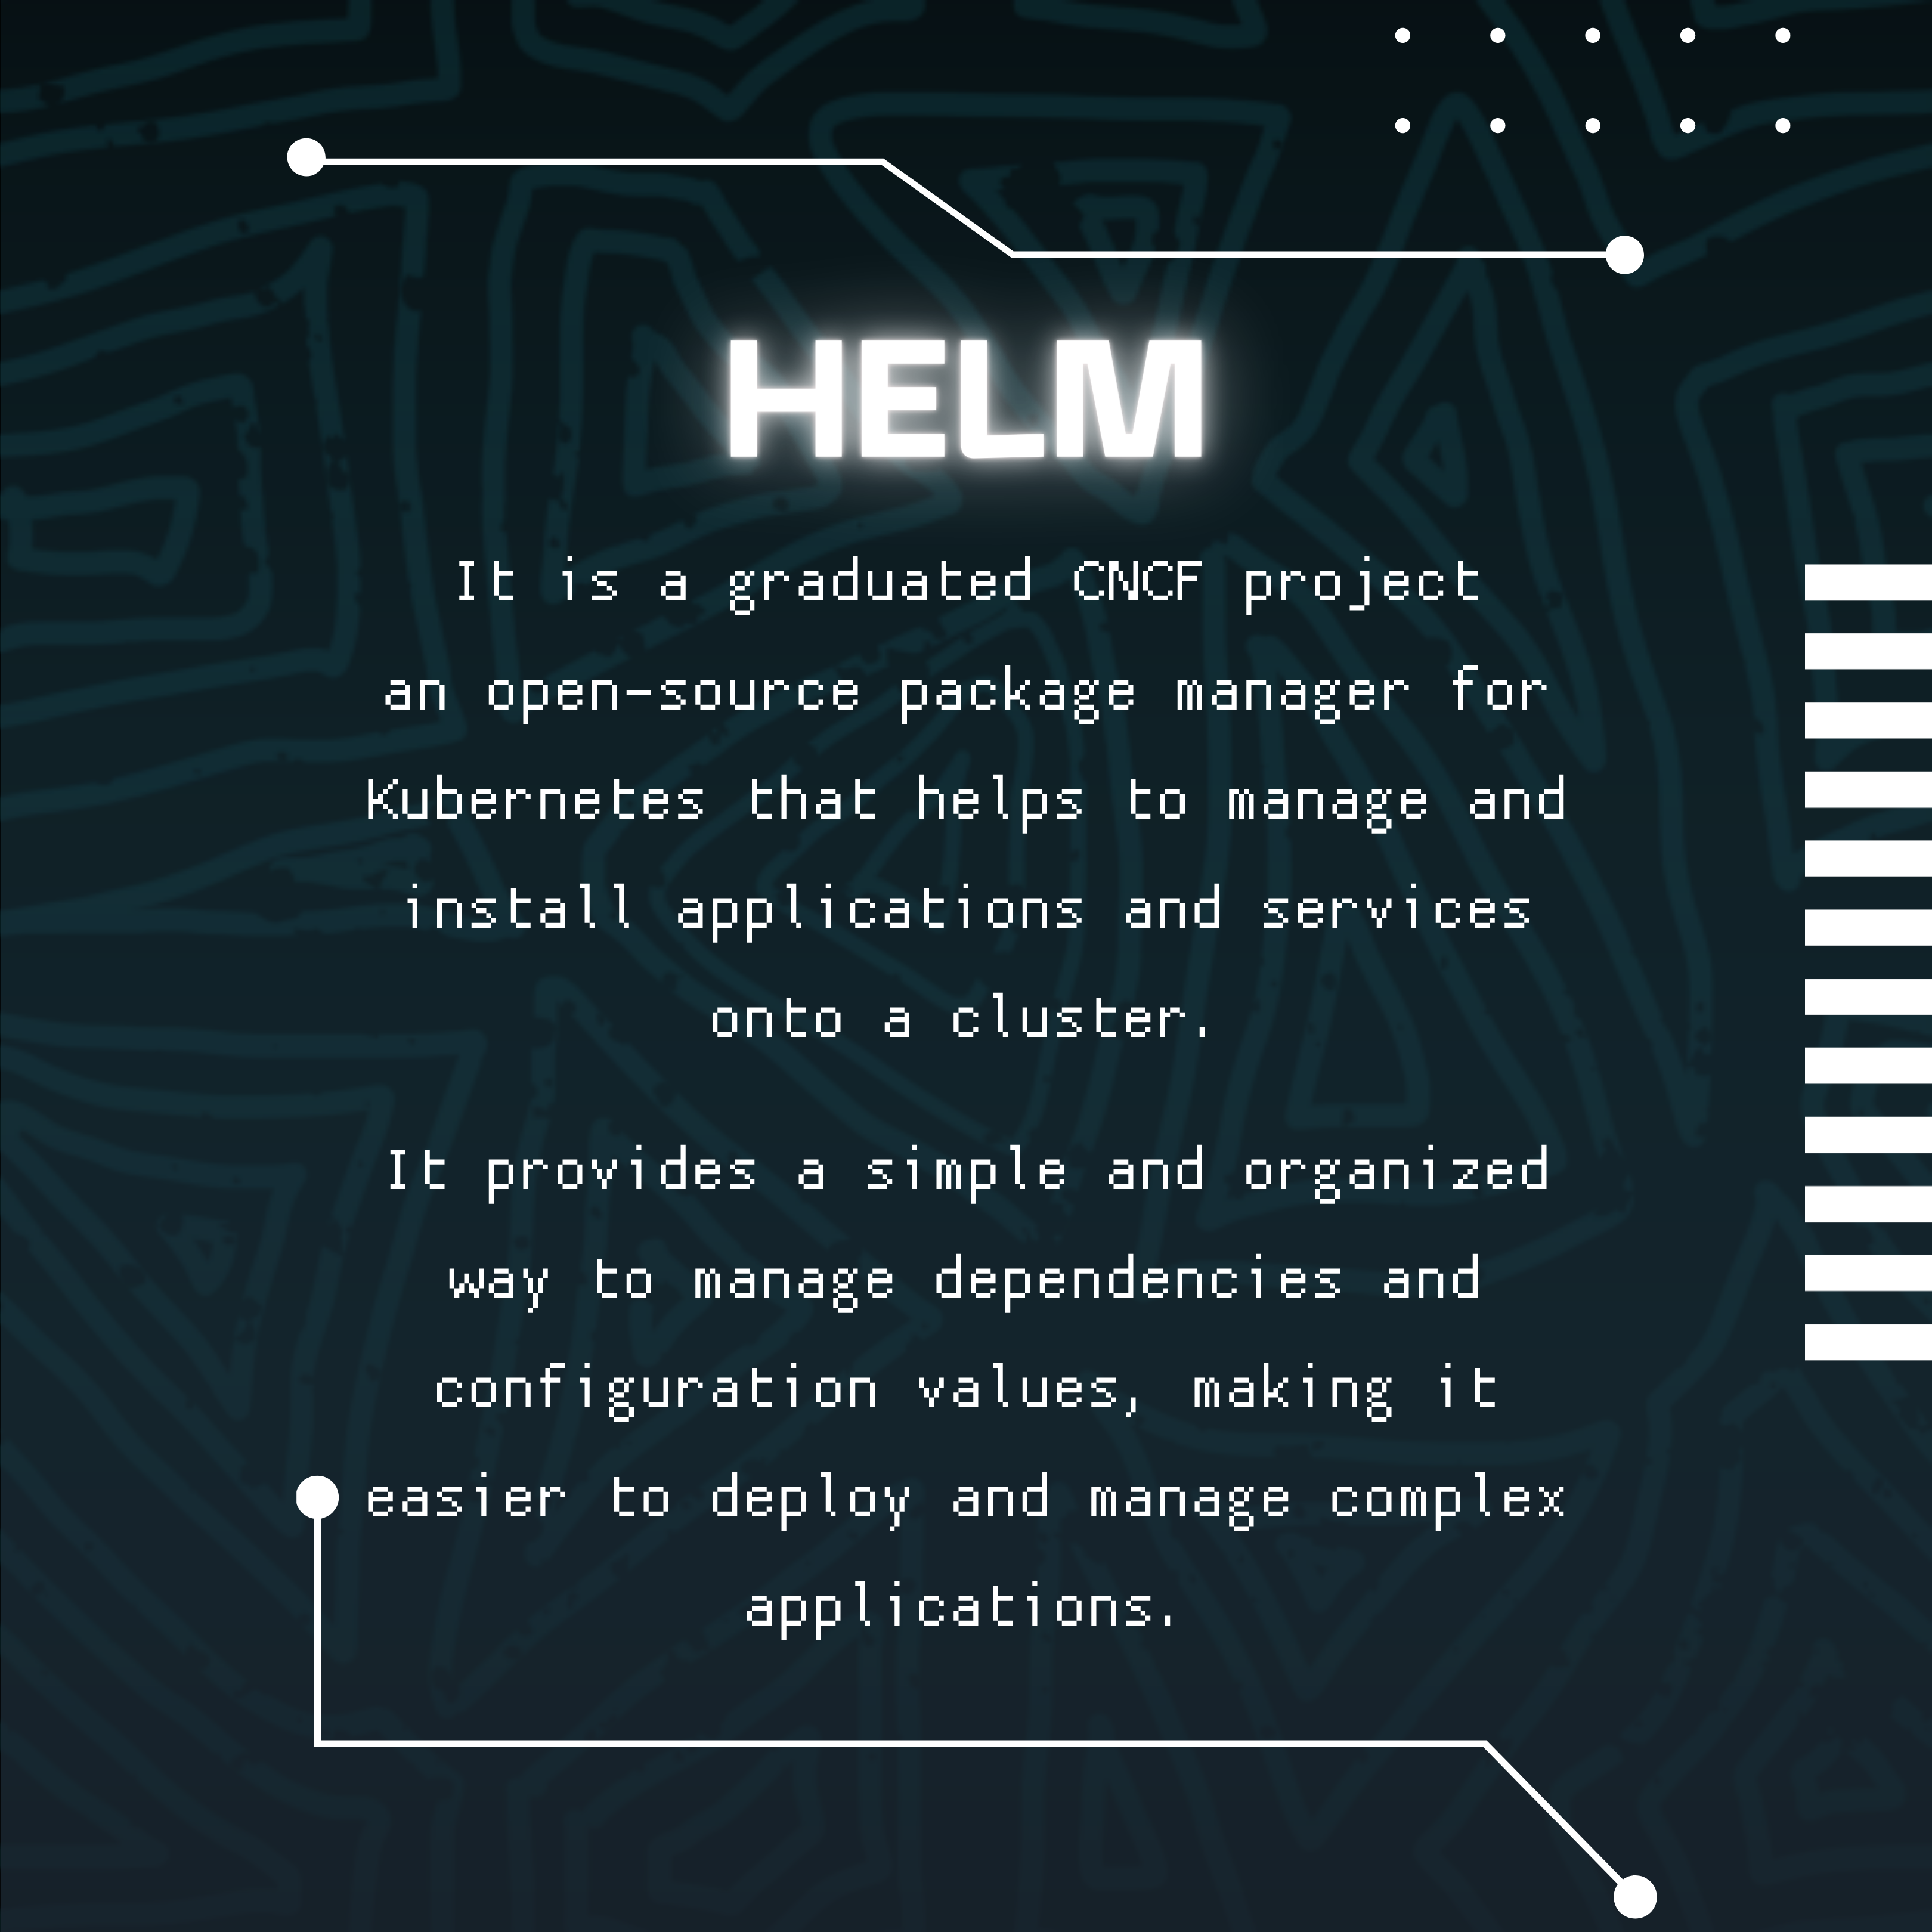 HELM
It is a graduated CNCF project
an open-source package manager for
Kubernetes that helps to manage and
install applications and services
onto a cluster.
It provides a simple and organized
way to manage dependencies and
configuration values, making it
easier to deploy and manage complex
applications.